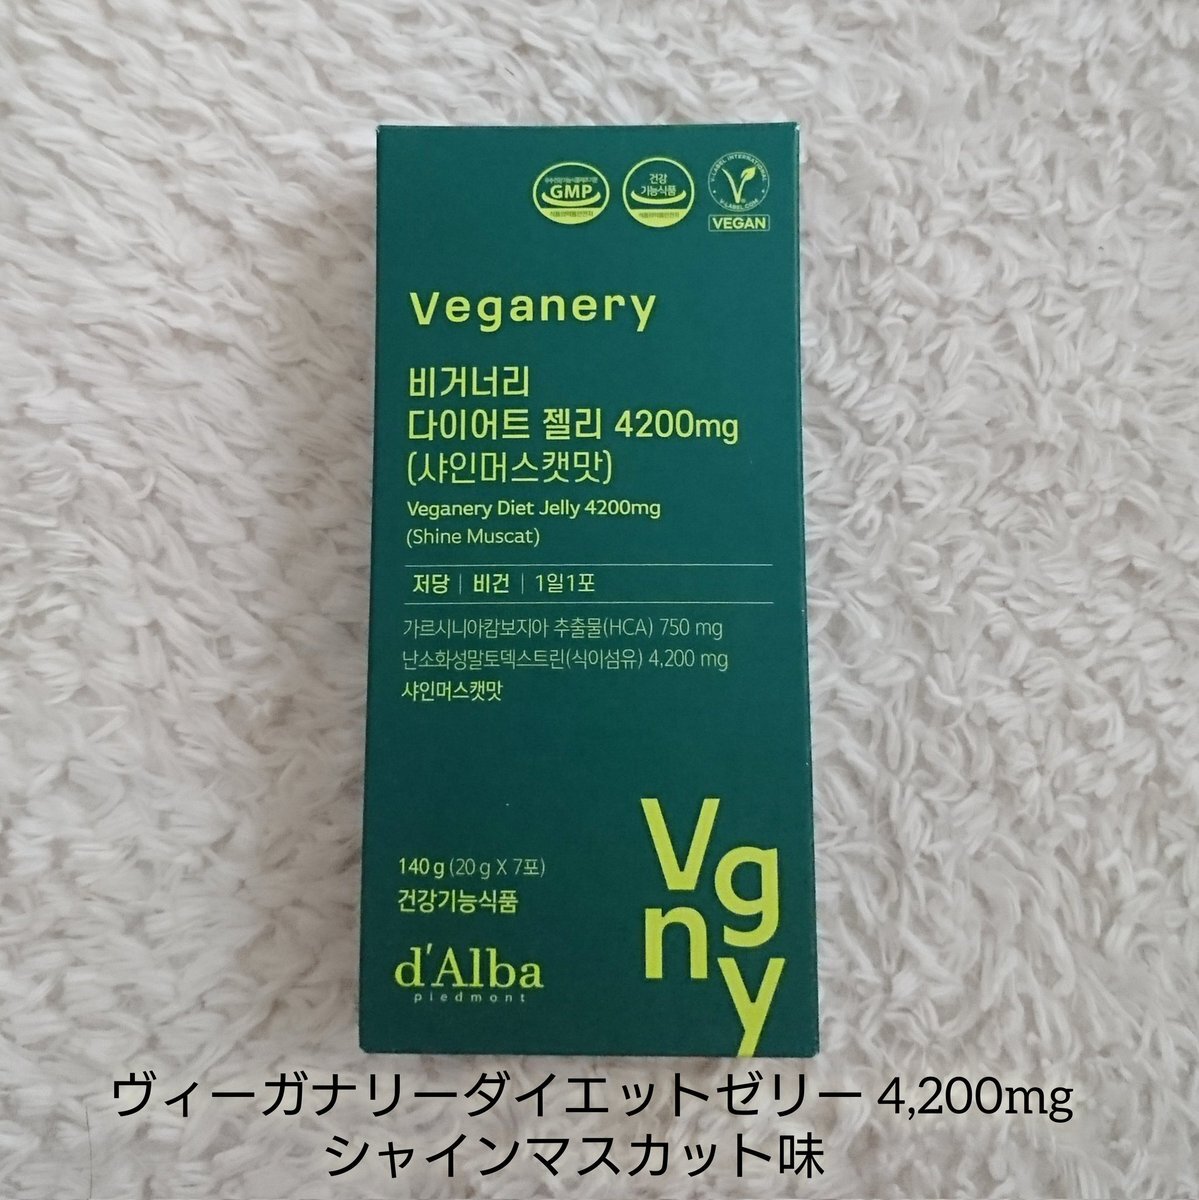 GMP
건강
기능식품
V-LABEL INTERNATIONAL
V-LABEL.COM
VEGAN
Veganery
비거너리
다이어트 젤리 4200mg
(샤인머스캣맛)
Veganery Diet Jelly 4200mg
(Shine Muscat)
저당 | 비건 | 1일1포
가르시니아캄보지아 추출물(HCA) 750 mg
난소화성말토덱스트린(식이섬유) 4,200 mg
샤인머스캣맛
140 g (20 g X 7포)
건강기능식품
d'Alba
piedmont
Vg
ny
ヴィーガナリーダイエットゼリー 4,200mg
シャインマスカット味